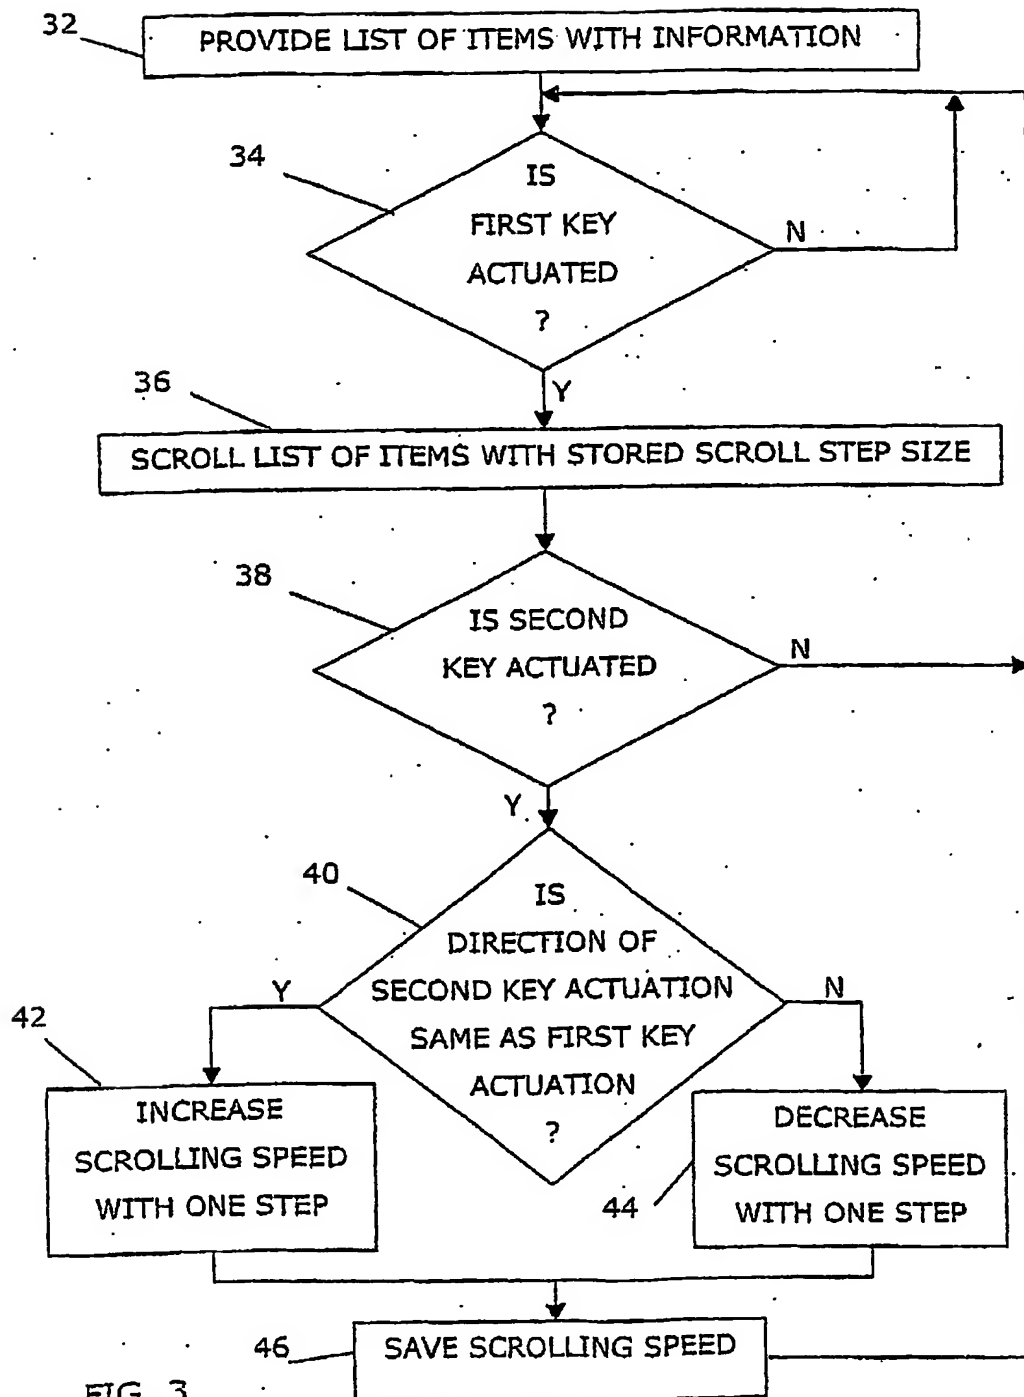 32
PROVIDE LIST OF ITEMS WITH INFORMATION
34
IS
FIRST KEY
ACTUATED
?
N
Y
36
SCROLL LIST OF ITEMS WITH STORED SCROLL STEP SIZE
38
IS SECOND
KEY ACTUATED
?
N
Y
40
IS
DIRECTION OF
SECOND KEY ACTUATION
SAME AS FIRST KEY
ACTUATION
?
Y
N
42
INCREASE
SCROLLING SPEED
WITH ONE STEP
44
DECREASE
SCROLLING SPEED
WITH ONE STEP
46
SAVE SCROLLING SPEED
FIG. 3